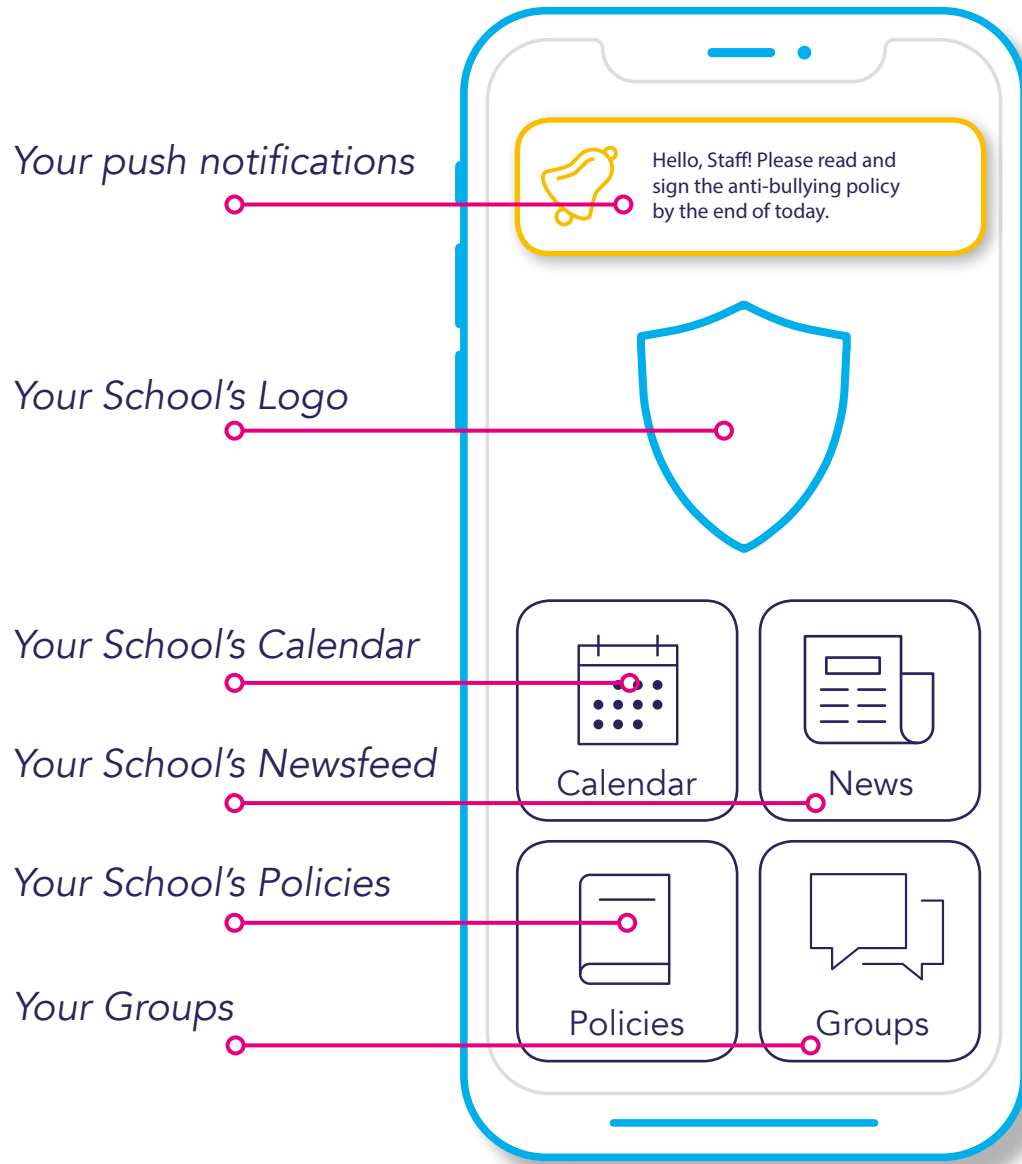 Your push notifications
Hello, Staff! Please read and
sign the anti-bullying policy
by the end of today.
Your School's Logo
Your School's Calendar
Your School's Newsfeed
Calendar
News
Your School's Policies
Your Groups
Policies
Groups